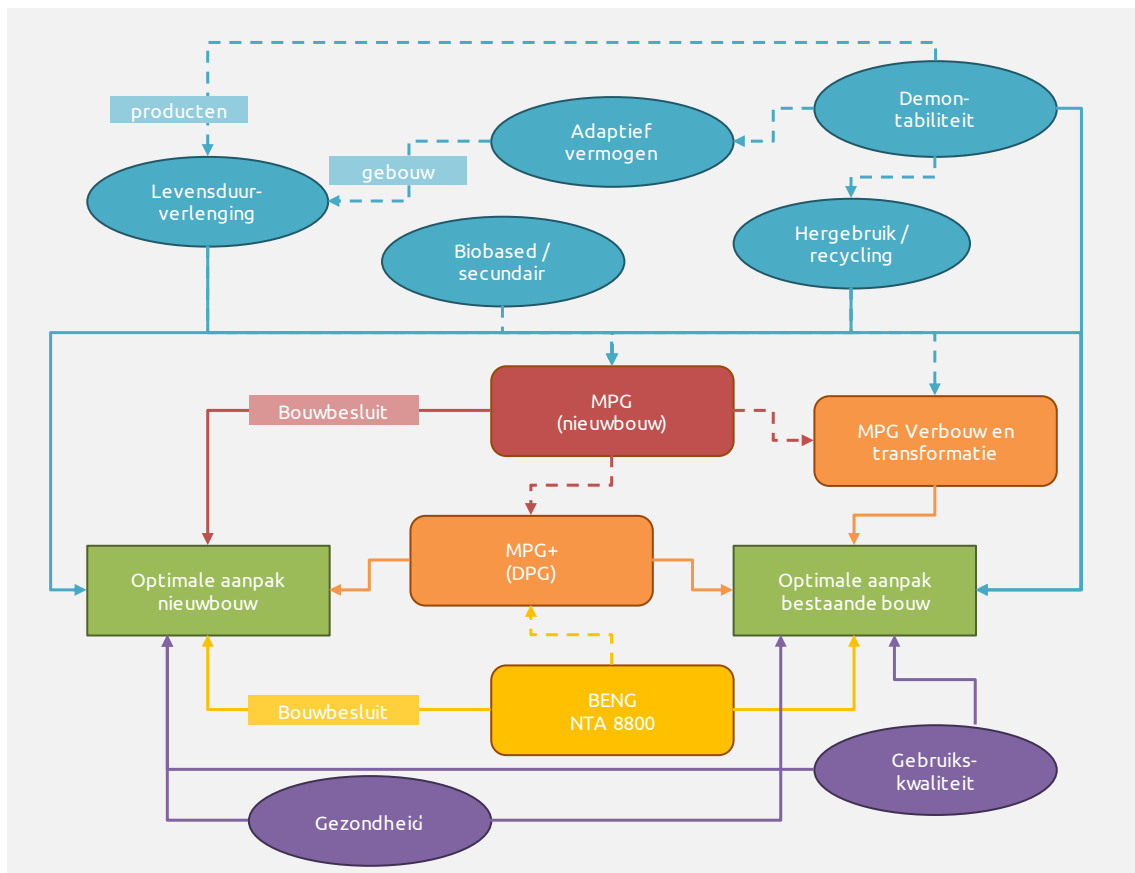 producten
Demon-
tabiliteit
Adaptief
vermogen
gebouw
Levensduur-
verlenging
Biobased /
secundair
Hergebruik /
recycling
MPG
(nieuwbouw)
Bouwbesluit
MPG Verbouw en
transformatie
MPG+
(DPG)
Optimale aanpak
nieuwbouw
Optimale aanpak
bestaande bouw
BENG
NTA 8800
Bouwbesluit
Gebruiks-
kwaliteit
Gezondheid